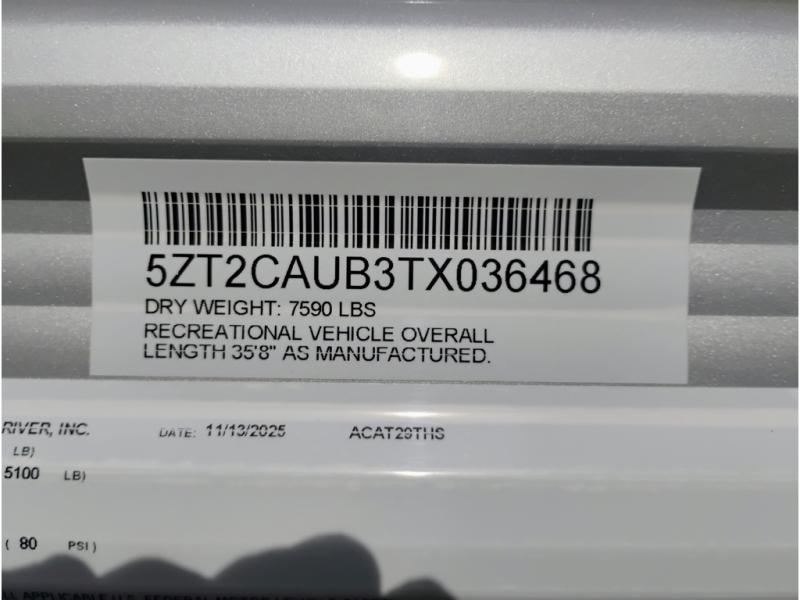 5ZT2CAUB3TX036468
DRY WEIGHT: 7590 LBS
RECREATIONAL VEHICLE OVERALL
LENGTH 35'8" AS MANUFACTURED.
RIVER, INC. DATE: 11/13/2025 ACAT29THS
LB)
5100 LB)
( 80 PSI)